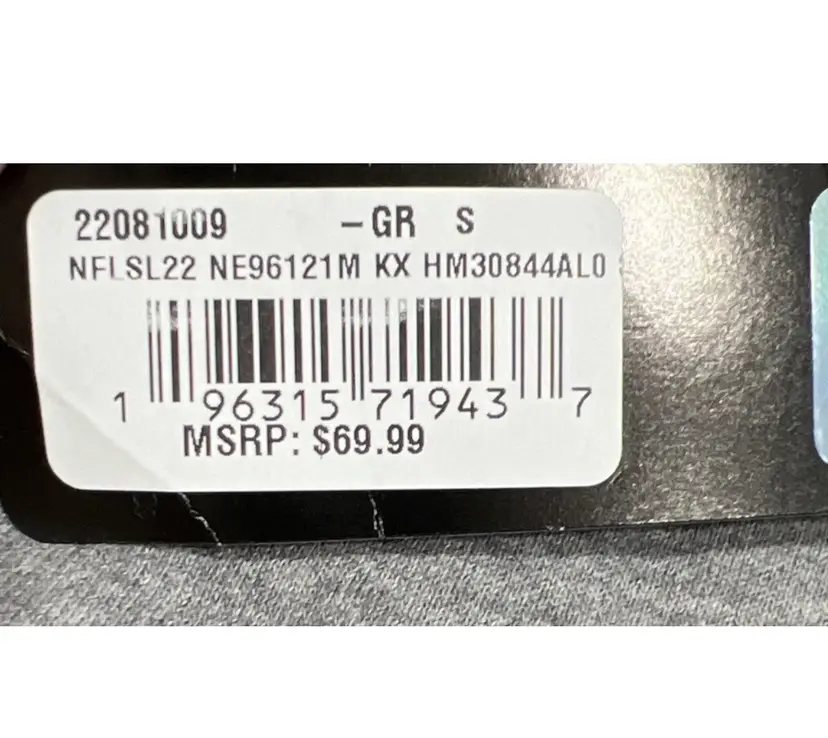 22081009 -GR S
NFLSL22 NE96121M KX HM30844AL0
1 96315 71943 7
MSRP: $69.99